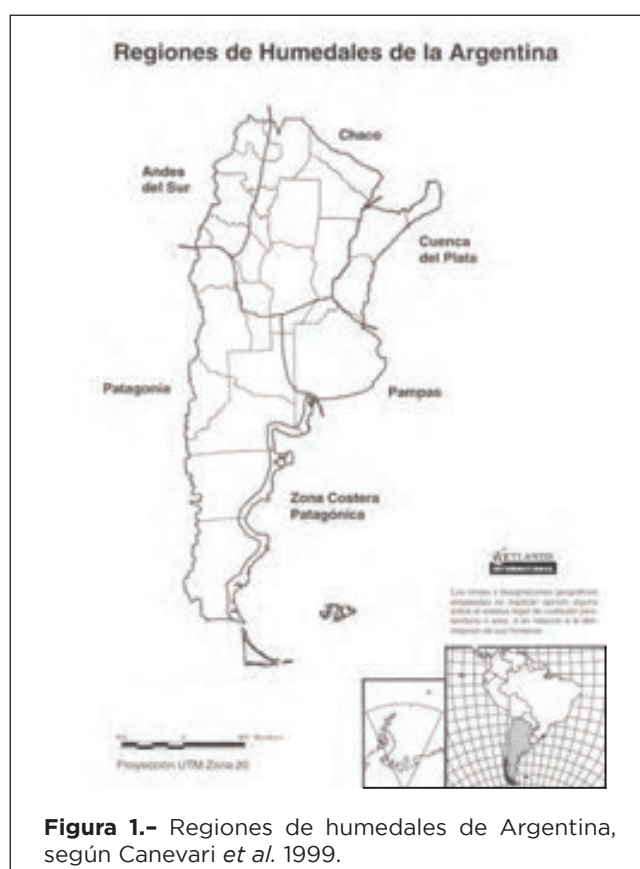 Regiones de Humedales de la Argentina
Chaco
Andes
del Sur
Cuenca
del Plata
Patagonia
Pampas
Zona Costera
Patagónica
WETLANDS
INTERNATIONAL
Proyección UTM Zona 20
Figura 1.- Regiones de humedales de Argentina,
según Canevari et al. 1999.